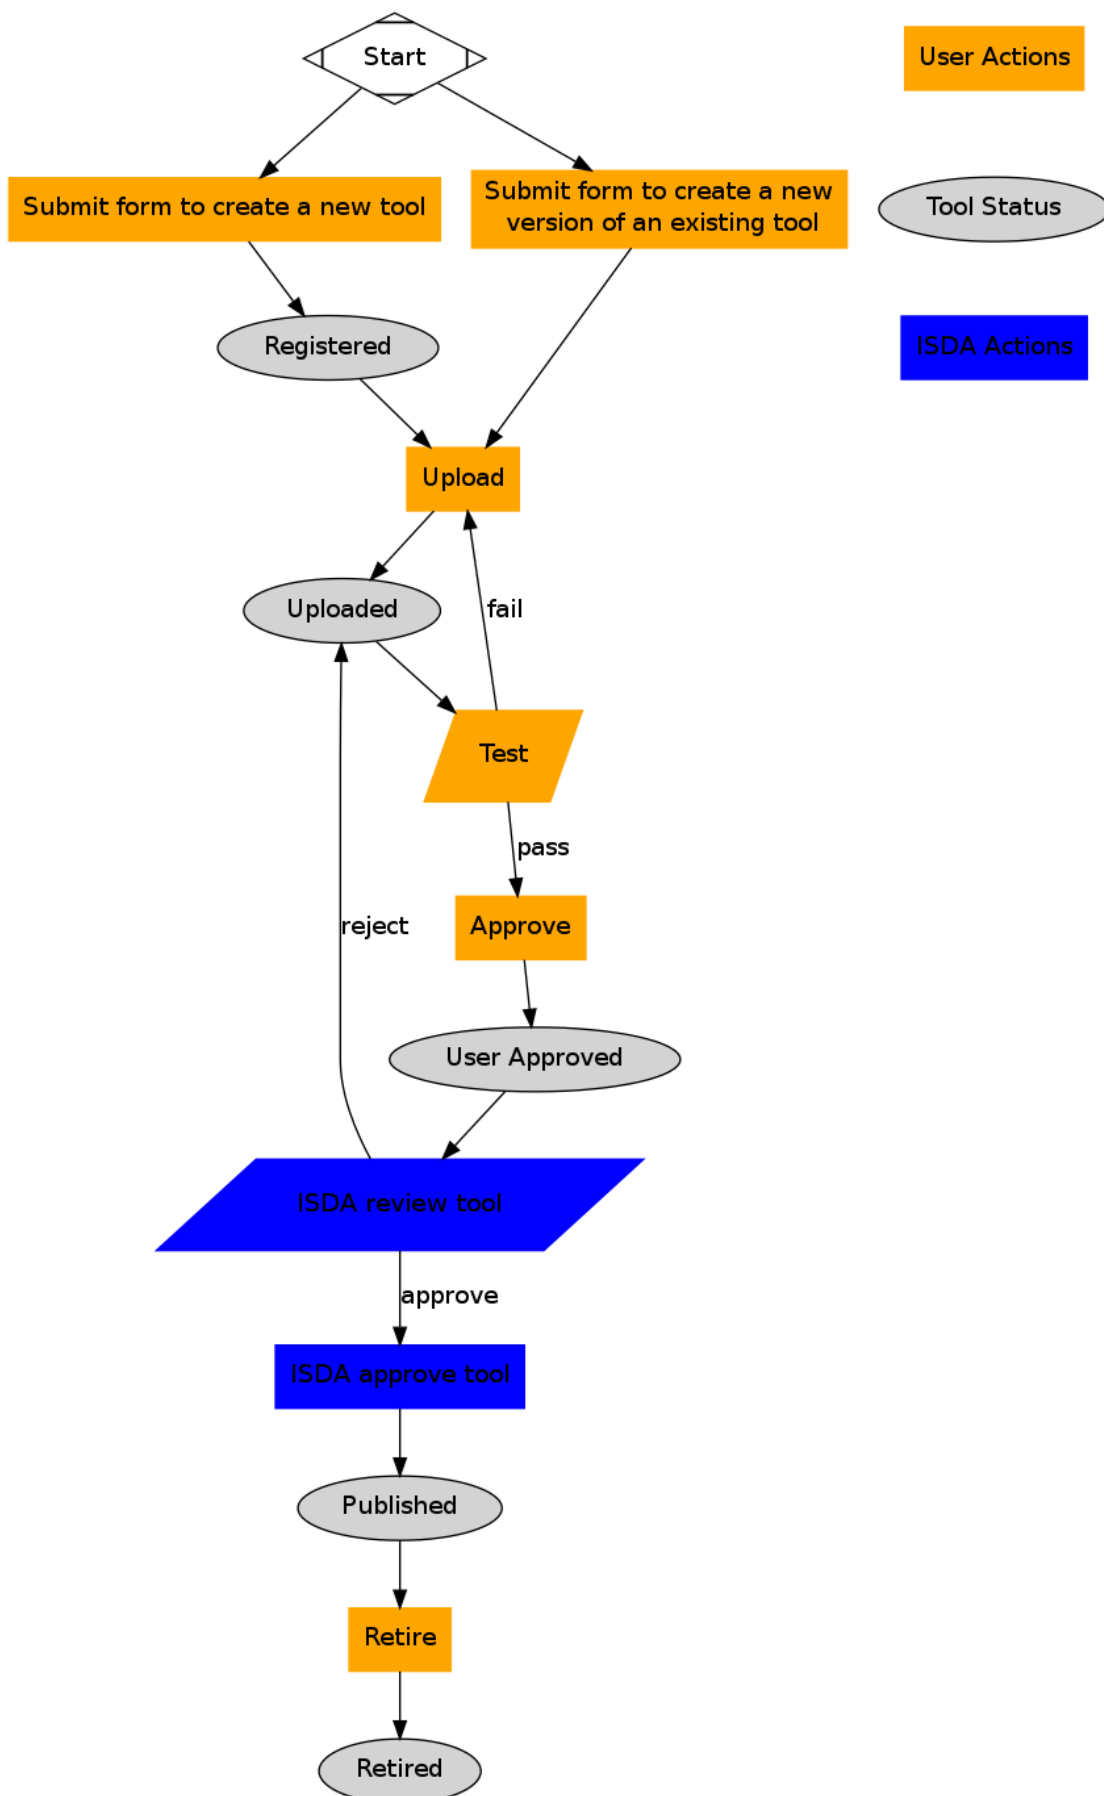 Start
User Actions
Submit form to create a new tool
Submit form to create a new
version of an existing tool
Tool Status
Registered
ISDA Actions
Upload
Uploaded
fail
Test
pass
Approve
reject
User Approved
ISDA review tool
approve
ISDA approve tool
Published
Retire
Retired